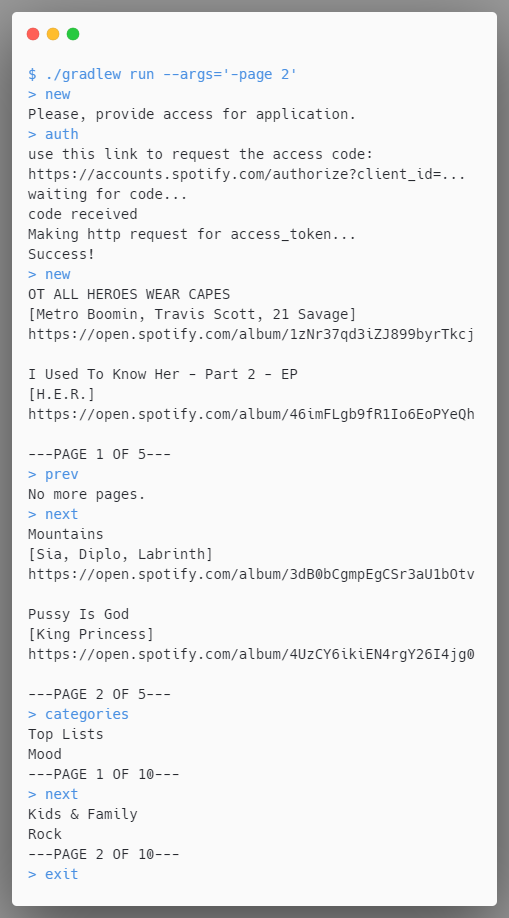 $ ./gradlew run --args='-page 2'
> new
Please, provide access for application.
> auth
use this link to request the access code:
https://accounts.spotify.com/authorize?client_id=...
waiting for code...
code received
Making http request for access_token...
Success!
> new
OT ALL HEROES WEAR CAPES
[Metro Boomin, Travis Scott, 21 Savage]
https://open.spotify.com/album/1zNr37qd3iZJ899byrTkcj

I Used To Know Her - Part 2 - EP
[H.E.R.]
https://open.spotify.com/album/46imFLgb9fR1Io6EoPYeQh

---PAGE 1 OF 5---
> prev
No more pages.
> next
Mountains
[Sia, Diplo, Labrinth]
https://open.spotify.com/album/3dB0bCgmpEgCSr3aU1bOtv

Pussy Is God
[King Princess]
https://open.spotify.com/album/4UzCY6ikiEN4rgY26I4jg0

---PAGE 2 OF 5---
> categories
Top Lists
Mood
---PAGE 1 OF 10---
> next
Kids & Family
Rock
---PAGE 2 OF 10---
> exit